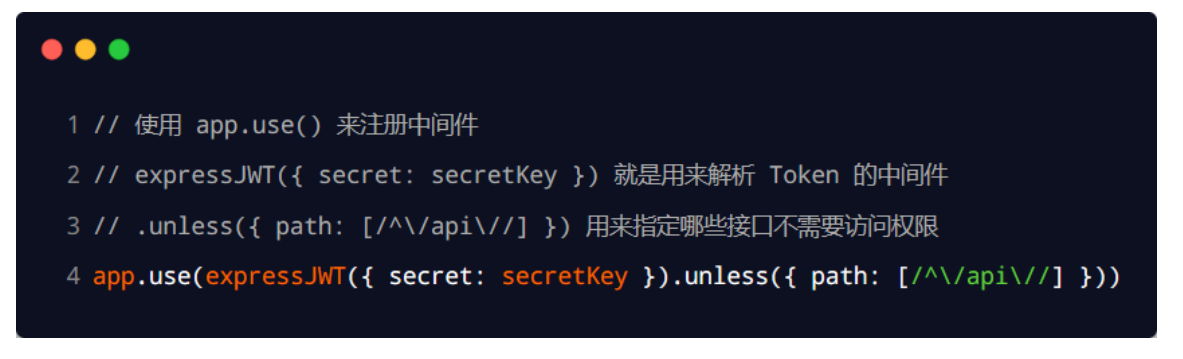 1 // 使用 app.use() 来注册中间件
2 // expressJWT({ secret: secretKey }) 就是用来解析 Token 的中间件
3 // .unless({ path: [/^\/api\//] }) 用来指定哪些接口不需要访问权限
4 app.use(expressJWT({ secret: secretKey }).unless({ path: [/^\/api\//] }))